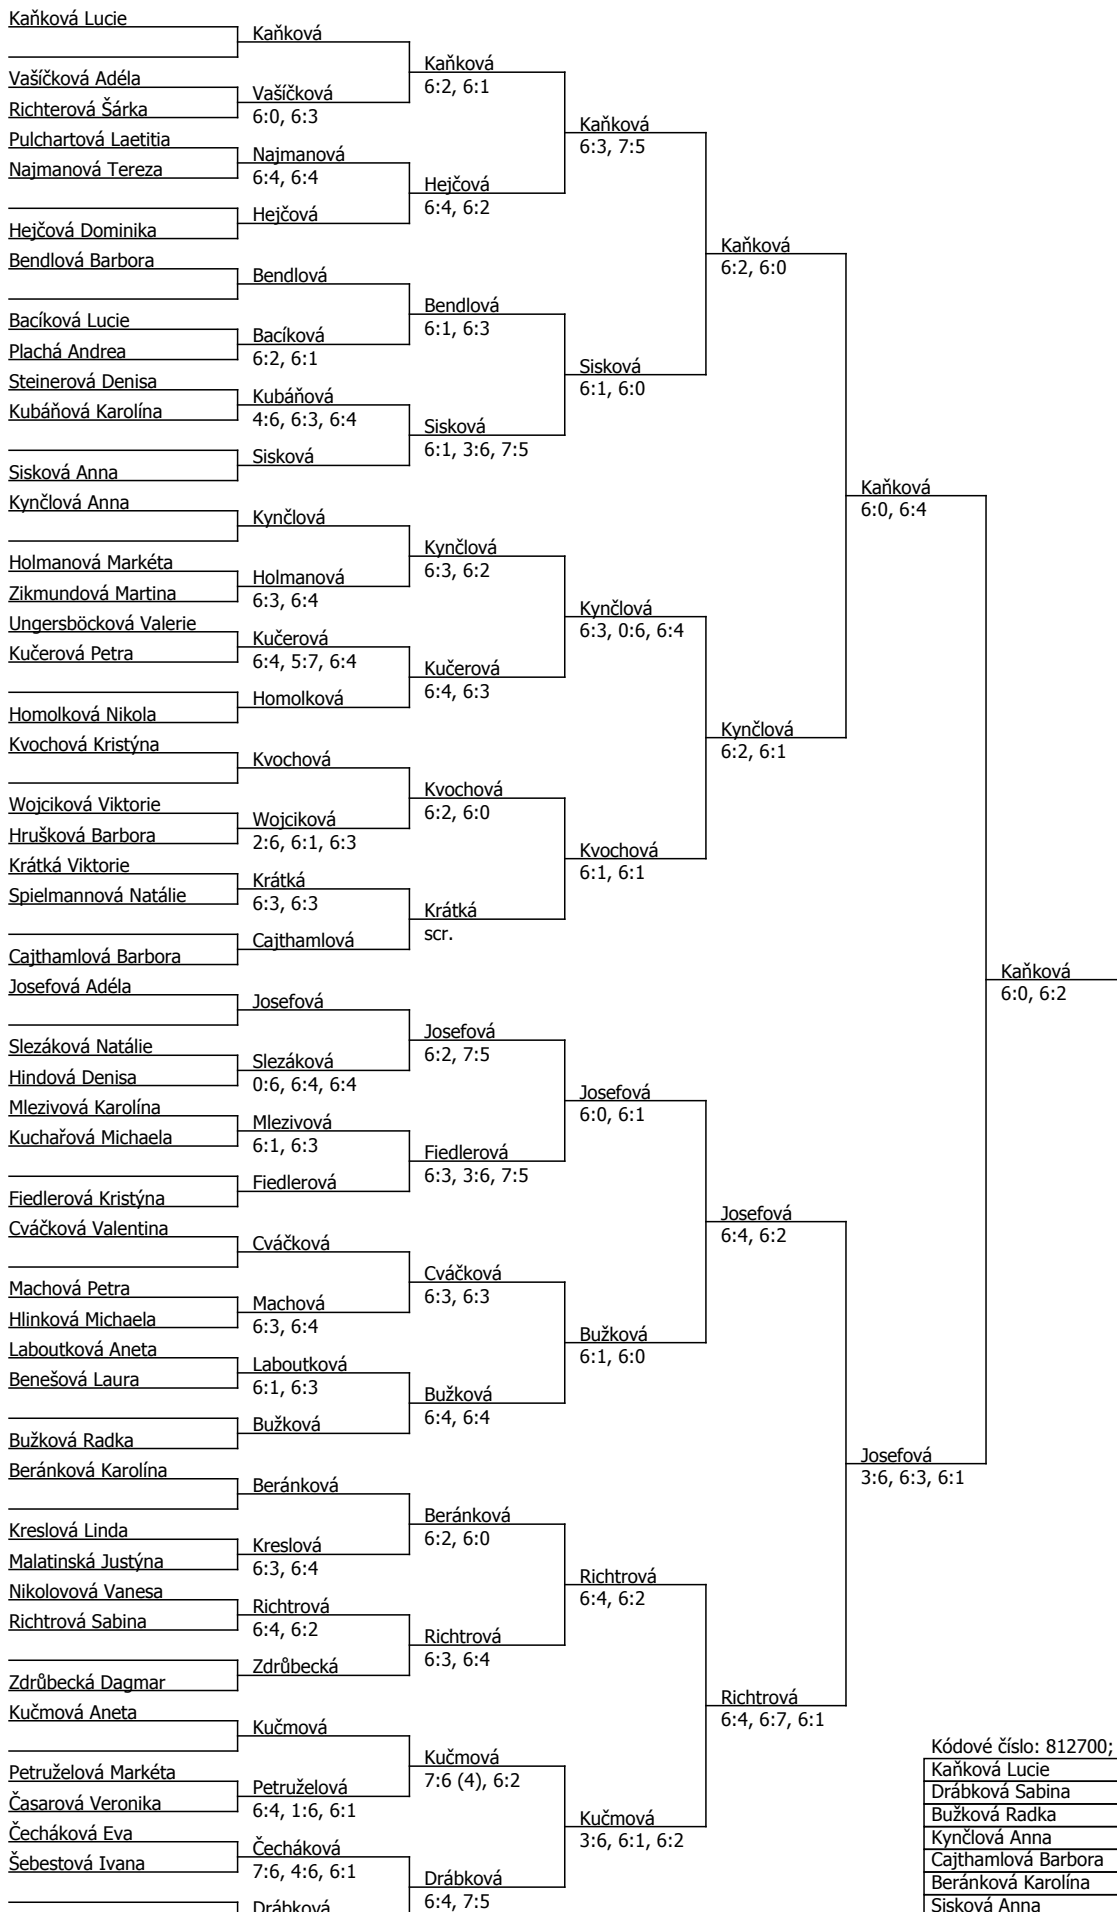 Kaňková Lucie
Vašíčková Adéla
Richterová Šárka
Pulchartová Laetitia
Najmanová Tereza
Hejčová Dominika
Bendlová Barbora
Bacíková Lucie
Plachá Andrea
Steinerová Denisa
Kubáňová Karolína
Sisková Anna
Kynčlová Anna
Holmanová Markéta
Zikmundová Martina
Ungersböcková Valerie
Kučerová Petra
Homolková Nikola
Kvochová Kristýna
Wojciková Viktorie
Hrušková Barbora
Krátká Viktorie
Spielmannová Natálie
Cajthamlová Barbora
Josefová Adéla
Slezáková Natálie
Hindová Denisa
Mlezivová Karolína
Kuchařová Michaela
Fiedlerová Kristýna
Cváčková Valentina
Machová Petra
Hlinková Michaela
Laboutková Aneta
Benešová Laura
Bužková Radka
Beránková Karolína
Kreslová Linda
Malatinská Justýna
Nikolovová Vanesa
Richtrová Sabina
Zdrůbecká Dagmar
Kučmová Aneta
Petruželová Markéta
Časarová Veronika
Čecháková Eva
Šebestová Ivana
Kaňková
Vašíčková
6:0, 6:3
Najmanová
6:4, 6:4
Hejčová
Bendlová
Bacíková
6:2, 6:1
Kubáňová
4:6, 6:3, 6:4
Sisková
Kynčlová
Holmanová
6:3, 6:4
Kučerová
6:4, 5:7, 6:4
Homolková
Kvochová
Wojciková
2:6, 6:1, 6:3
Krátká
6:3, 6:3
Cajthamlová
Josefová
Slezáková
0:6, 6:4, 6:4
Mlezivová
6:1, 6:3
Fiedlerová
Cváčková
Machová
6:3, 6:4
Laboutková
6:1, 6:3
Bužková
Beránková
Kreslová
6:3, 6:4
Richtrová
6:4, 6:2
Zdrůbecká
Kučmová
Petruželová
6:4, 1:6, 6:1
Čecháková
7:6, 4:6, 6:1
Drábková
Kaňková
6:2, 6:1
Hejčová
6:4, 6:2
Bendlová
6:1, 6:3
Sisková
6:1, 3:6, 7:5
Kynčlová
6:3, 6:2
Kučerová
6:4, 6:3
Kvochová
6:2, 6:0
Krátká
scr.
Josefová
6:2, 7:5
Fiedlerová
6:3, 3:6, 7:5
Cváčková
6:3, 6:3
Bužková
6:4, 6:4
Beránková
6:2, 6:0
Richtrová
6:3, 6:4
Kučmová
7:6 (4), 6:2
Drábková
6:4, 7:5
Kaňková
6:3, 7:5
Sisková
6:1, 6:0
Kynčlová
6:3, 0:6, 6:4
Kvochová
6:1, 6:1
Josefová
6:0, 6:1
Bužková
6:1, 6:0
Richtrová
6:4, 6:2
Kučmová
3:6, 6:1, 6:2
Kaňková
6:2, 6:0
Kynčlová
6:2, 6:1
Josefová
6:4, 6:2
Richtrová
6:4, 6:7, 6:1
Kaňková
6:0, 6:4
Josefová
3:6, 6:3, 6:1
Kaňková
6:0, 6:2
Kódové číslo: 812700;
Kaňková Lucie
Drábková Sabina
Bužková Radka
Kynčlová Anna
Cajthamlová Barbora
Beránková Karolína
Sisková Anna